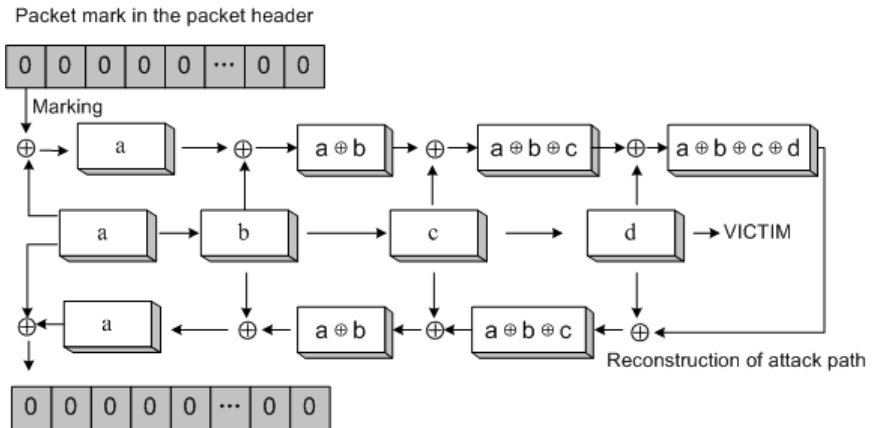 Packet mark in the packet header
0 0 0 0 0 ... 0 0
Marking
⊕ a ⊕ a ⊕ b ⊕ a ⊕ b ⊕ c ⊕ a ⊕ b ⊕ c ⊕ d
a b c d VICTIM
⊕ a ⊕ a ⊕ b ⊕ a ⊕ b ⊕ c ⊕
Reconstruction of attack path
0 0 0 0 0 ... 0 0